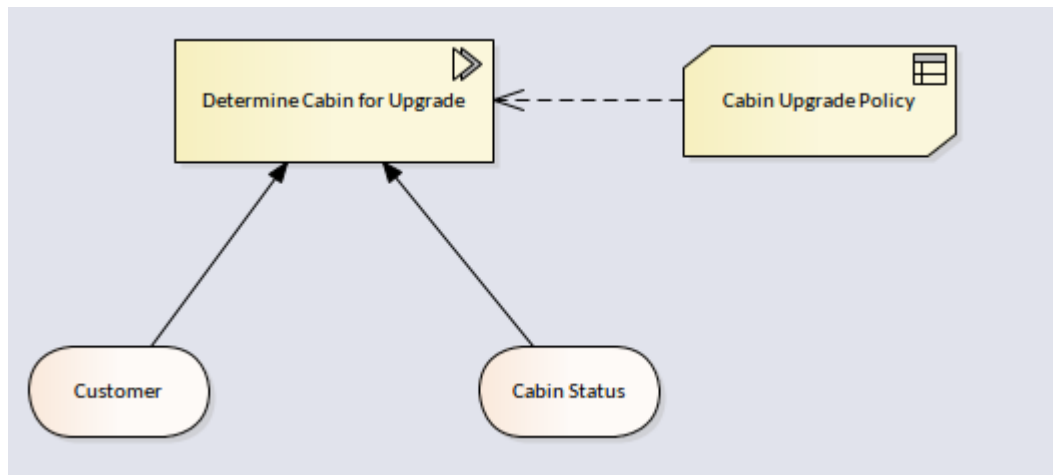 Determine Cabin for Upgrade
Cabin Upgrade Policy
Customer
Cabin Status